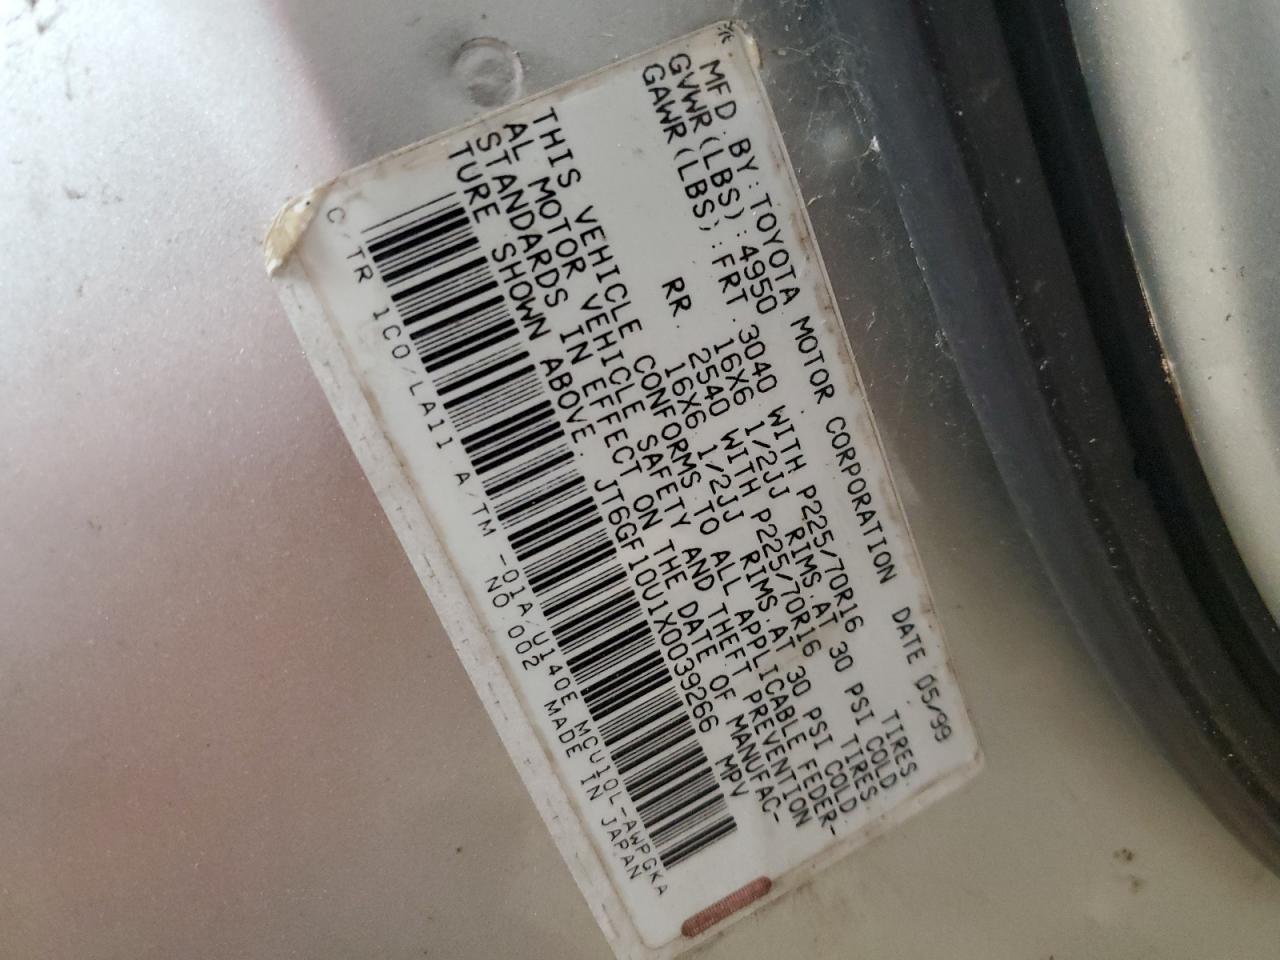 MFD. BY: TOYOTA MOTOR CORPORATION DATE 05/99
GVWR(LBS): 4950
GAWR(LBS): FRT. 3040 WITH P225/70R16 TIRES
16X6 1/2JJ RIMS AT 30 PSI COLD
RR. 2540 WITH P225/70R16 TIRES
16X6 1/2JJ RIMS AT 30 PSI COLD
THIS VEHICLE CONFORMS TO ALL APPLICABLE FEDER-
AL MOTOR VEHICLE SAFETY AND THEFT PREVENTION
STANDARDS IN EFFECT ON THE DATE OF MANUFAC-
TURE SHOWN ABOVE. JT6GF10U1X0039266 MPV
C/TR 1C0/LA11 A/TM -01A/U140E MCU10L-AWPGKA
NO 002 MADE IN JAPAN